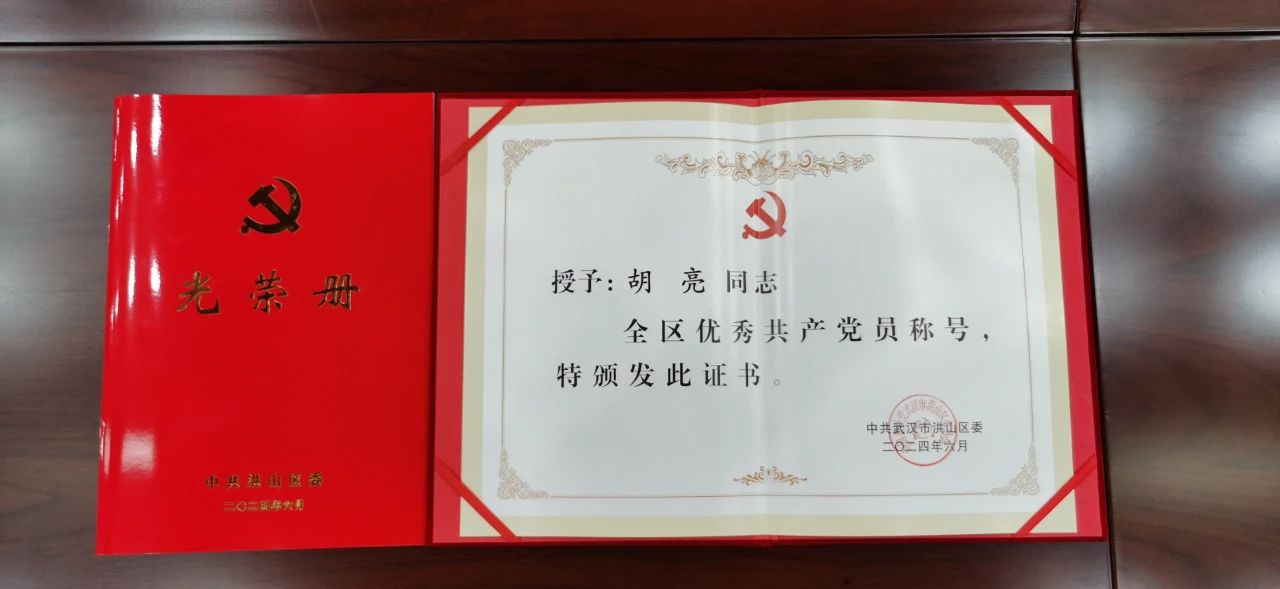 光荣册
中共洪山区委
二〇二四年六月
授予：胡 亮 同志
全区优秀共产党员称号，
特颁发此证书。
中共武汉市洪山区委
二〇二四年六月